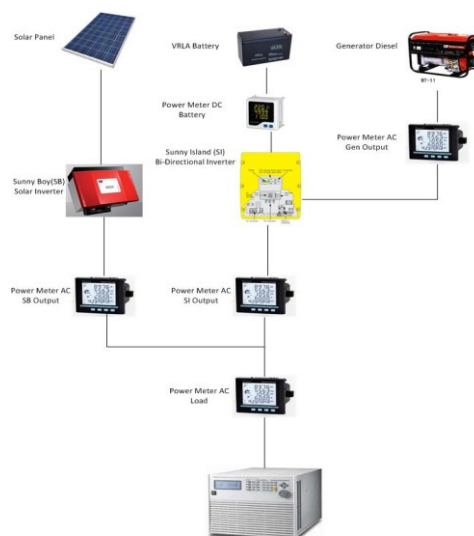 Solar Panel
VRLA Battery
Generator Diesel
Power Meter DC
Battery
Power Meter AC
Gen Output
Sunny Island (SI)
Bi-Directional Inverter
Sunny Boy(SB)
Solar Inverter
Power Meter AC
SB Output
Power Meter AC
SI Output
Power Meter AC
Load